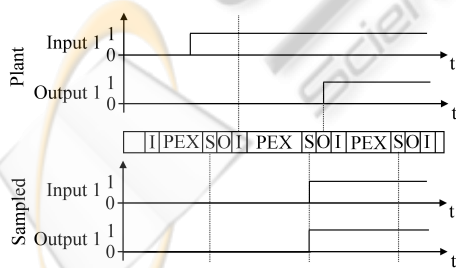 Plant
Input 1 1
0 t
Output 1 1
0 t
I PEX S O I PEX S O I PEX S O I
Sampled
Input 1 1
0 t
Output 1 1
0 t
Scien